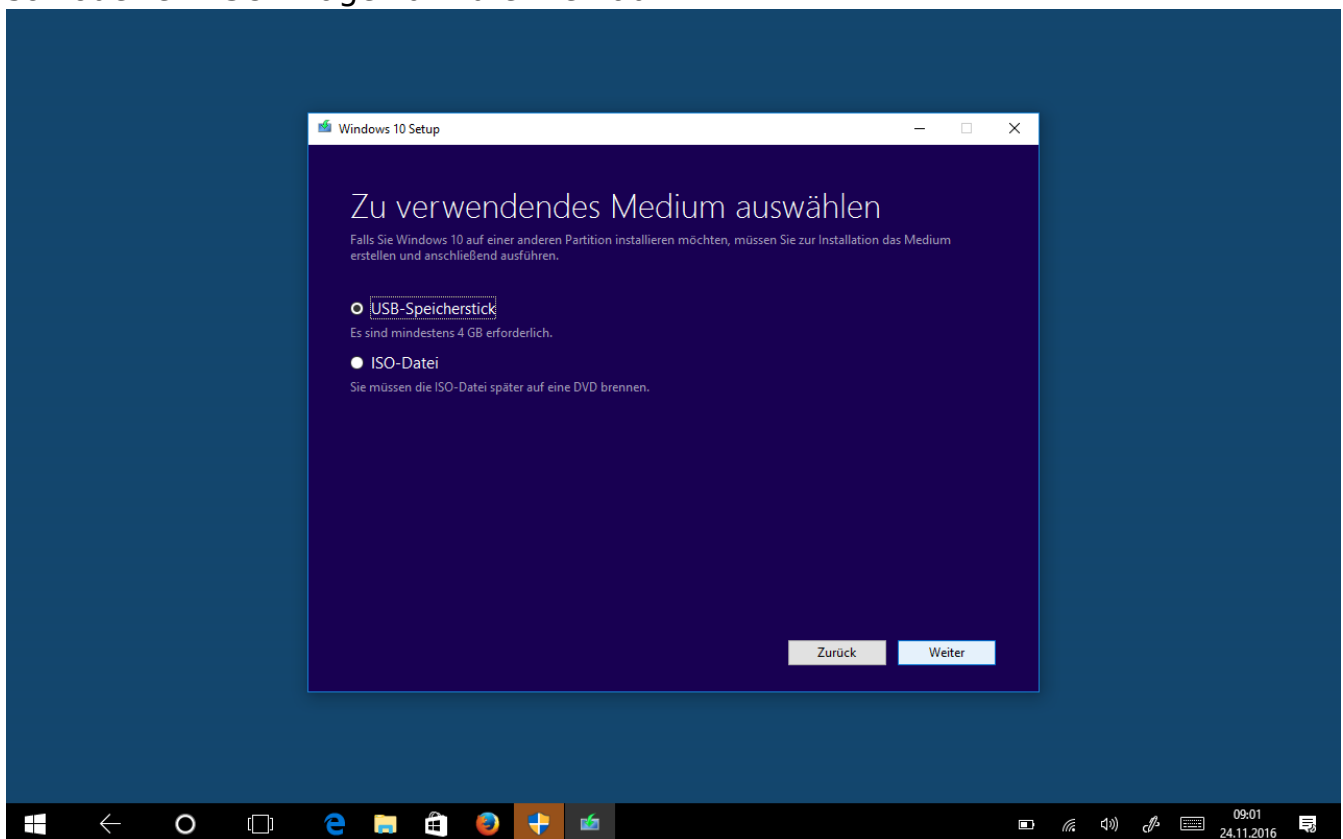 Windows 10 Setup
Zu verwendendes Medium auswählen
Falls Sie Windows 10 auf einer anderen Partition installieren möchten, müssen Sie zur Installation das Medium
erstellen und anschließend ausführen.
USB-Speicherstick
Es sind mindestens 4 GB erforderlich.
ISO-Datei
Sie müssen die ISO-Datei später auf eine DVD brennen.
Zurück
Weiter
09:01
24.11.2016